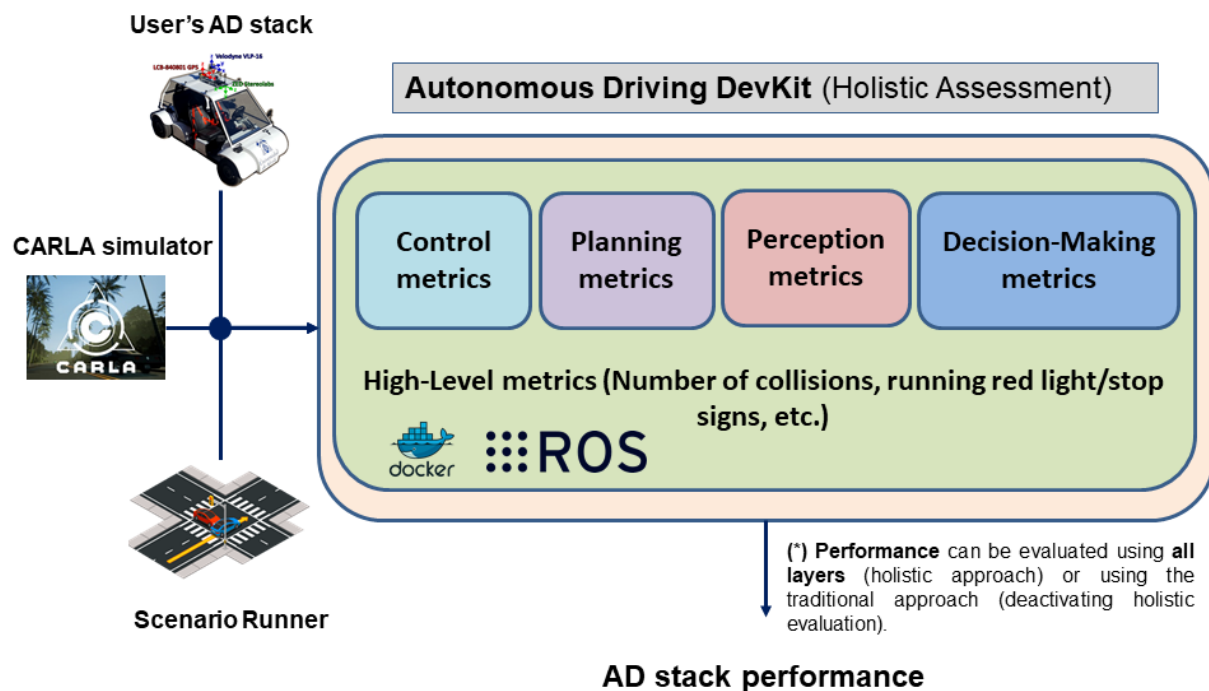 User's AD stack
Velodyne VLP-16
LCB-840801 GPS
Autonomous Driving DevKit (Holistic Assessment)
CARLA simulator
CARLA
Control
metrics
Planning
metrics
Perception
metrics
Decision-Making
metrics
High-Level metrics (Number of collisions, running red light/stop
signs, etc.)
docker
ROS
Scenario Runner
(*) Performance can be evaluated using all
layers (holistic approach) or using the
traditional approach (deactivating holistic
evaluation).
AD stack performance